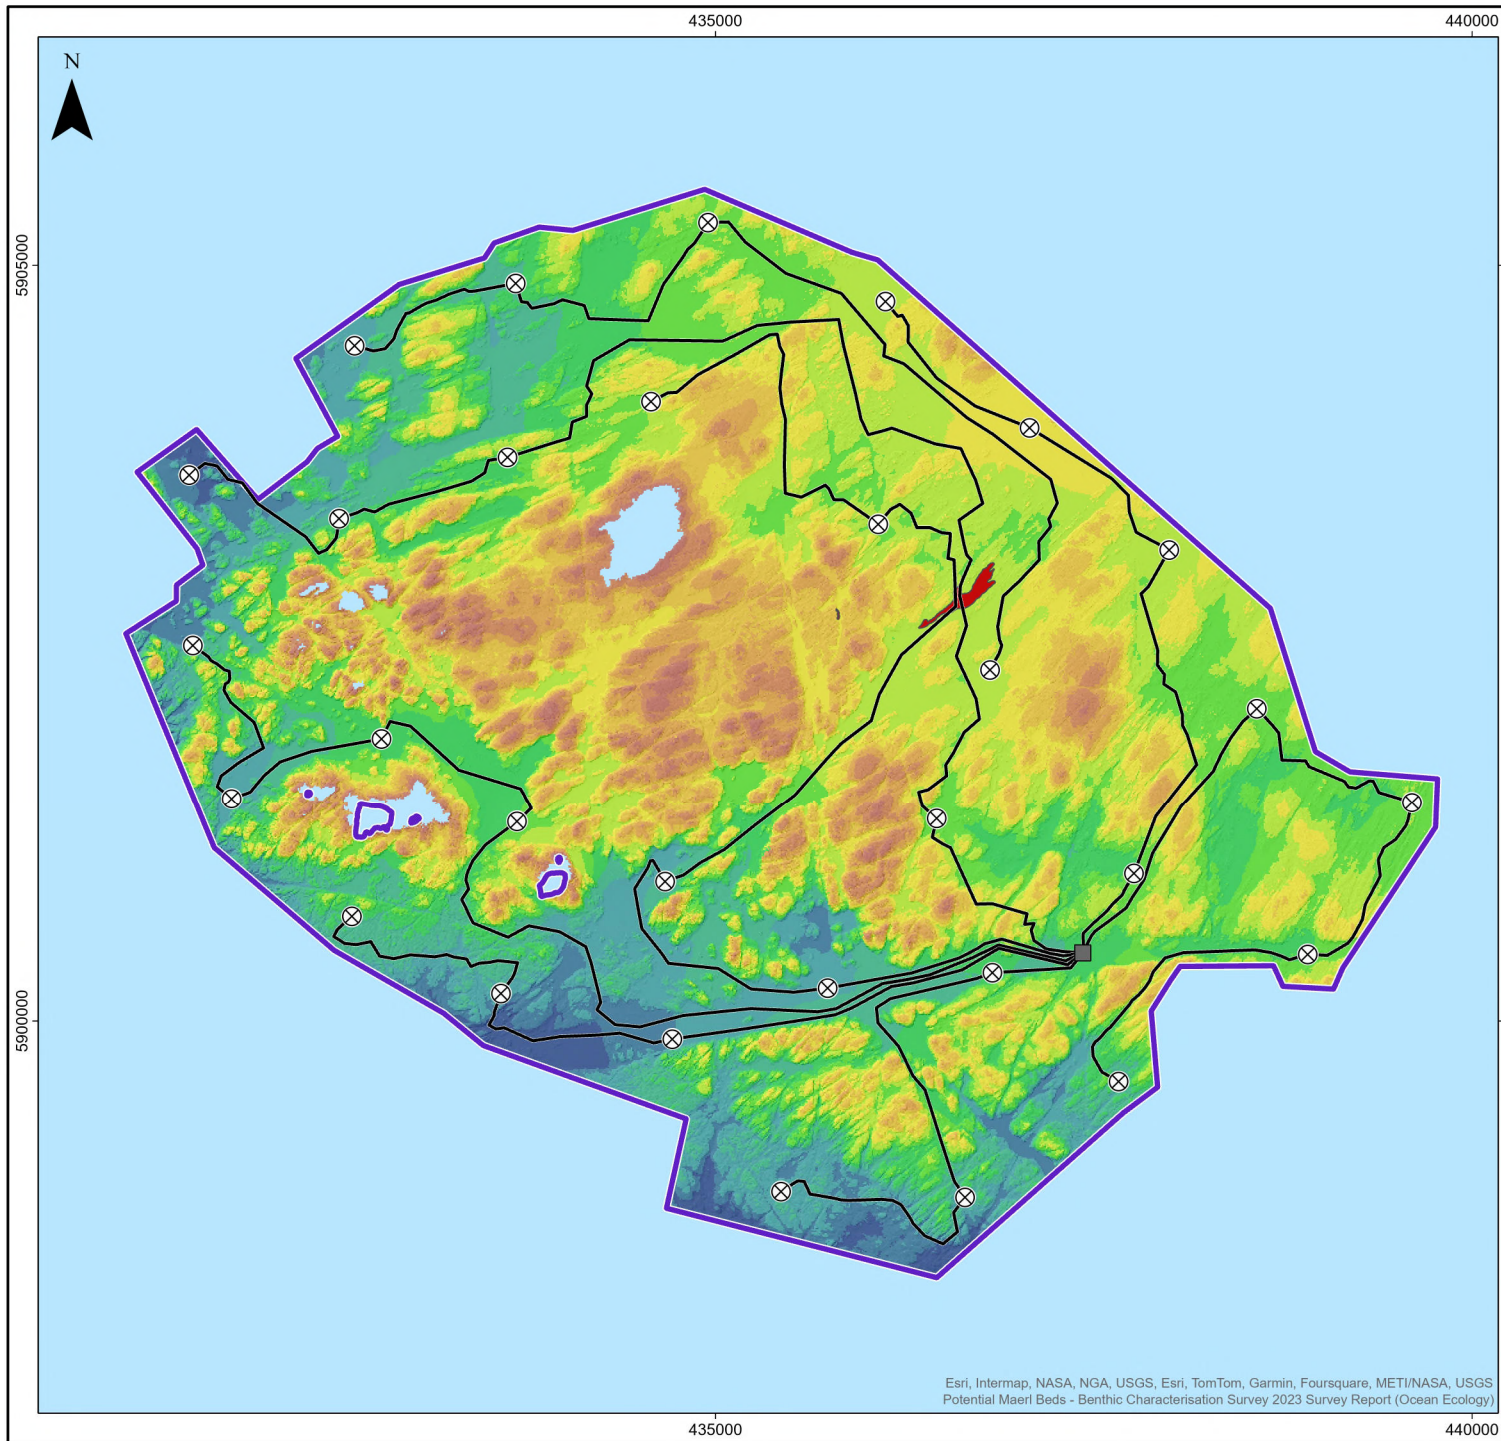 435000
440000
N
5905000
5900000
Esri, Intermap, NASA, NGA, USGS, Esri, TomTom, Garmin, Foursquare, METI/NASA, USGS
Potential Maerl Beds - Benthic Characterisation Survey 2023 Survey Report (Ocean Ecology)
435000
440000